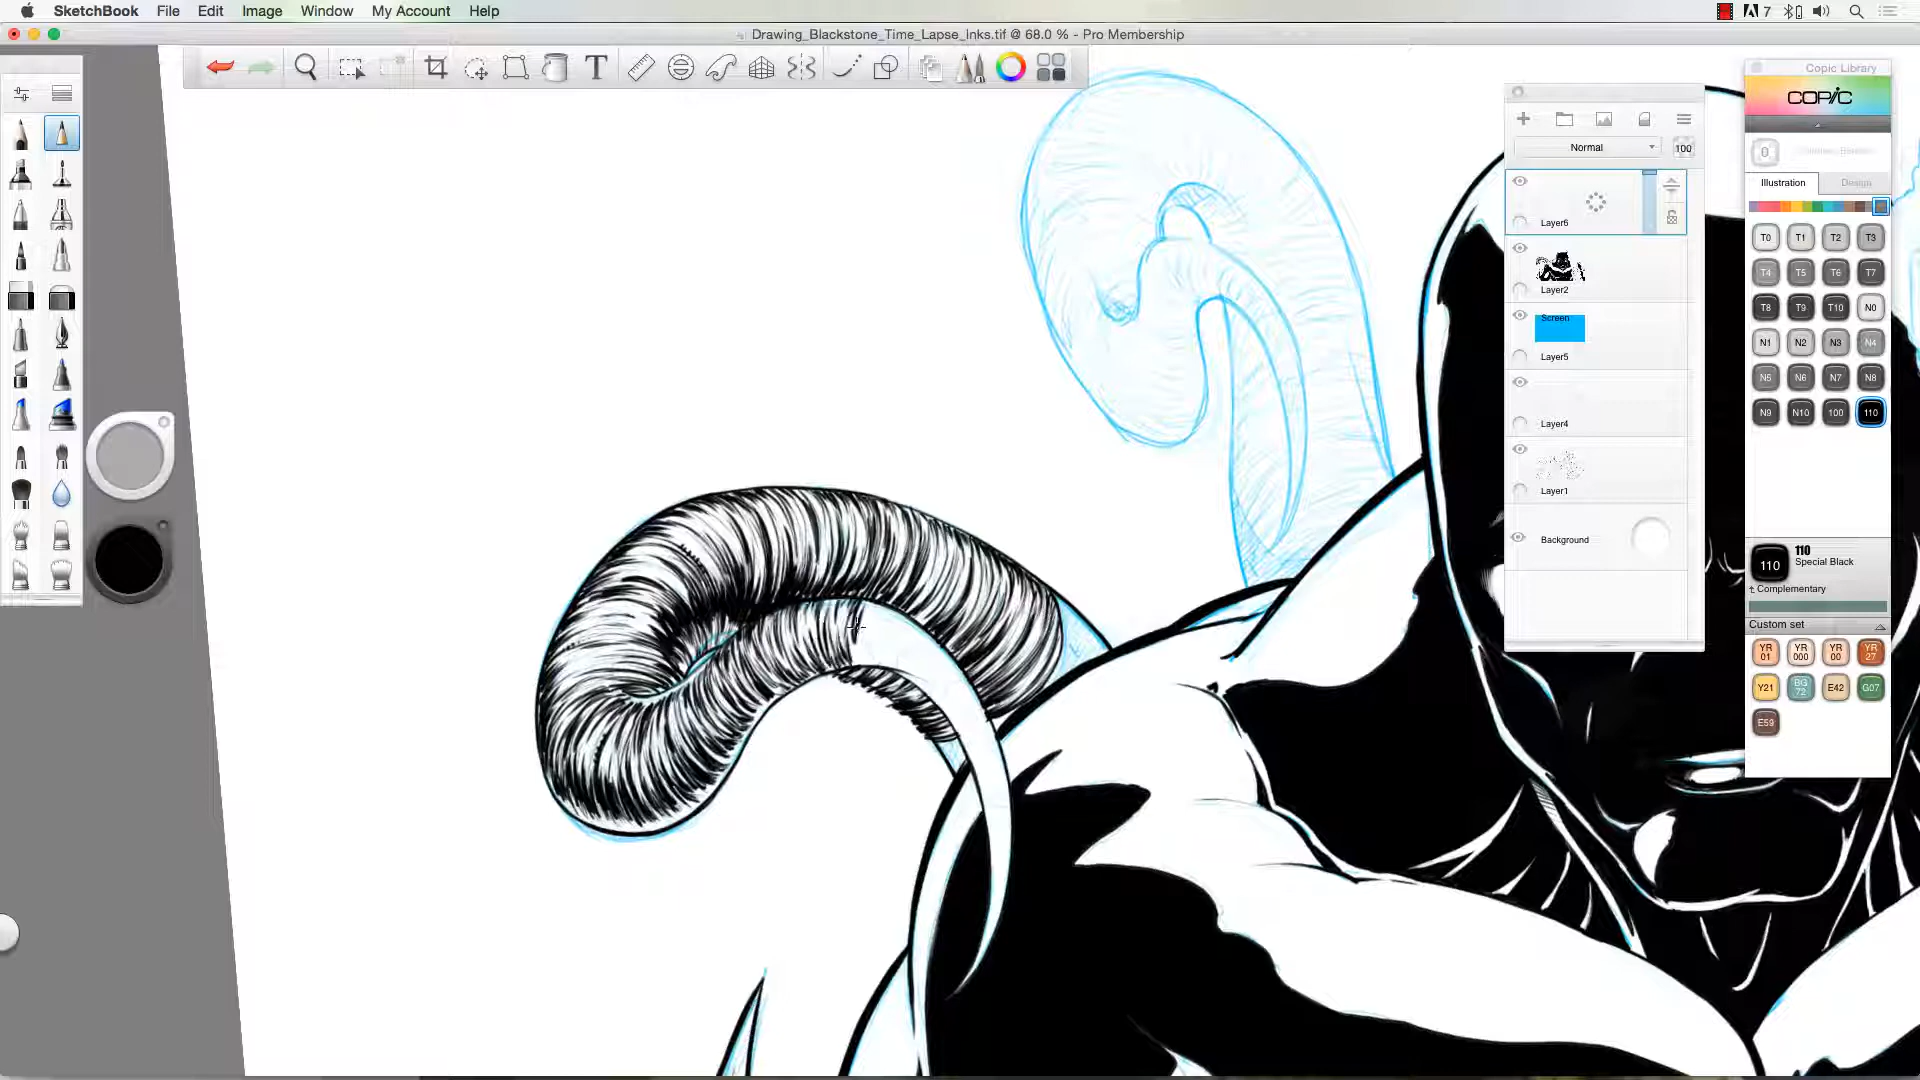 SketchBook File Edit Image Window My Account Help
7
Drawing_Blackstone_Time_Lapse_Inks.tif @ 68.0 % - Pro Membership
T
Copic Library
COPIC
0
Normal 100
Illustration Design
Layer6
Layer2
Screen
Layer5
Layer4
Layer1
Background
T0 T1 T2 T3
T4 T5 T6 T7
T8 T9 T10 N0
N1 N2 N3 N4
N5 N6 N7 N8
N9 N10 100 110
110
110
Special Black
Complementary
Custom set
YR 01 YR 000 YR 00 YR 27
Y21 BG 72 E42 G07
E59